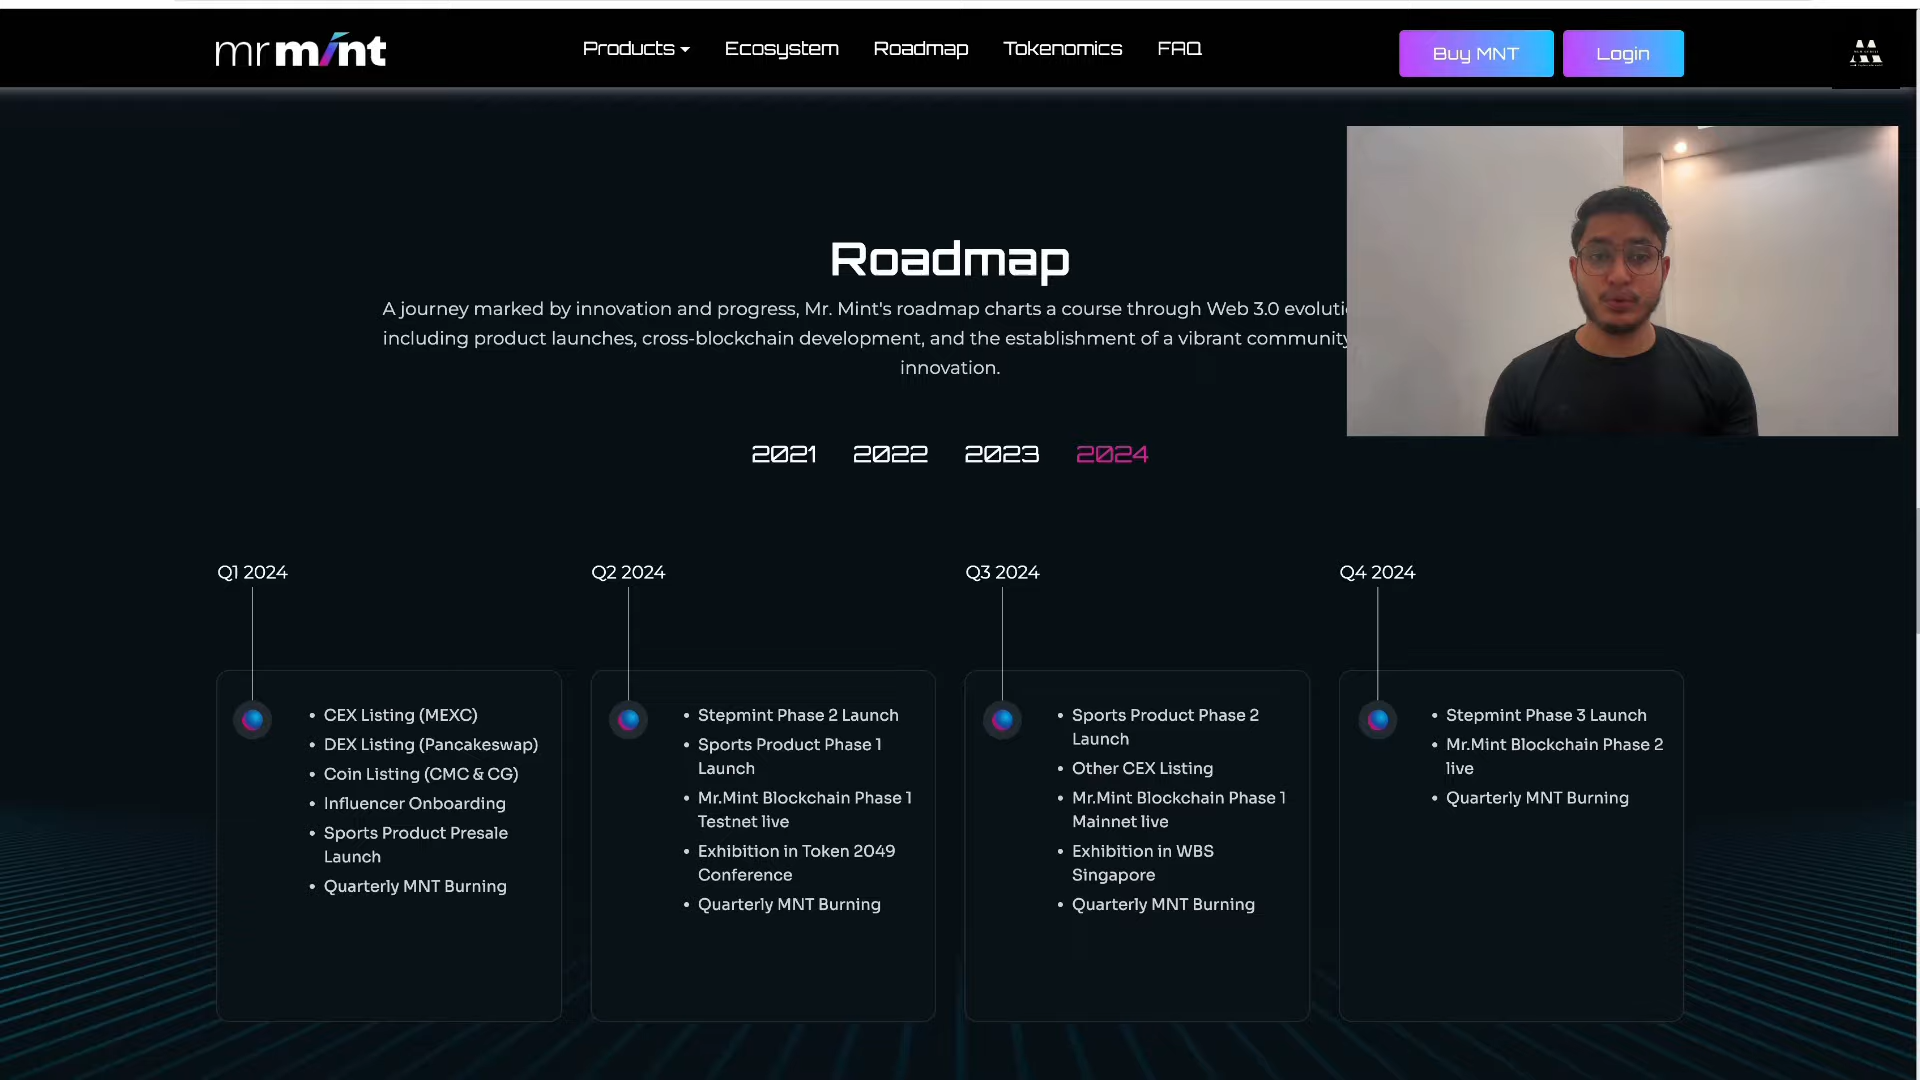 mrmint
Products
Ecosystem
Roadmap
Tokenomics
FAQ
Buy MNT
Login
Roadmap
A journey marked by innovation and progress, Mr. Mint's roadmap charts a course through Web 3.0
including product launches, cross-blockchain development, and the establishment of a vibrant community
innovation.
2021
2022
2023
2024
Q1 2024
• CEX Listing (MEXC)
• DEX Listing (Pancakeswap)
• Coin Listing (CMC & CG)
• Influencer Onboarding
• Sports Product Presale
Launch
• Quarterly MNT Burning
Q2 2024
• Stepmint Phase 2 Launch
• Sports Product Phase 1
Launch
• Mr.Mint Blockchain Phase 1
Testnet live
• Exhibition in Token 2049
Conference
• Quarterly MNT Burning
Q3 2024
• Sports Product Phase 2
Launch
• Other CEX Listing
• Mr.Mint Blockchain Phase 1
Mainnet live
• Exhibition in WBS
Singapore
• Quarterly MNT Burning
Q4 2024
• Stepmint Phase 3 Launch
• Mr.Mint Blockchain Phase 2
live
• Quarterly MNT Burning